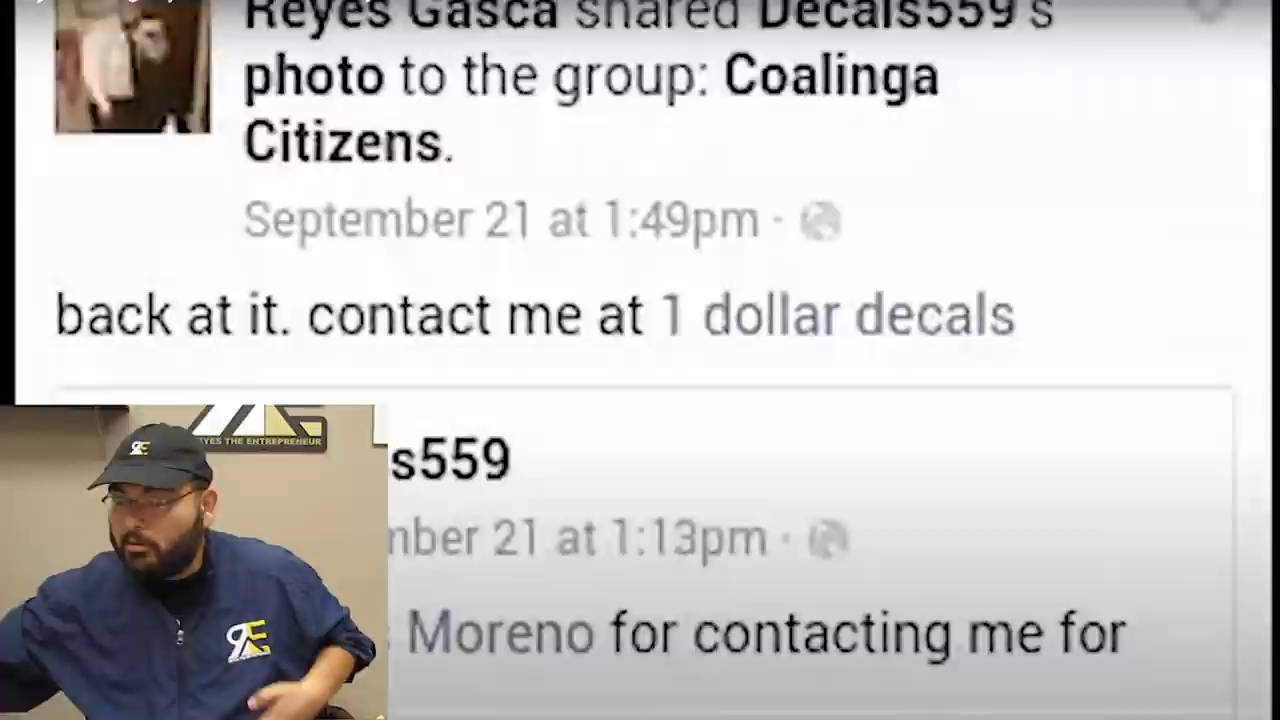 Reyes Gasca shared Decals559's
photo to the group: Coalinga
Citizens.
September 21 at 1:49pm ·
back at it. contact me at 1 dollar decals
YES THE ENTREPRENEUR
RE
s559
mber 21 at 1:13pm ·
Moreno for contacting me for
RE